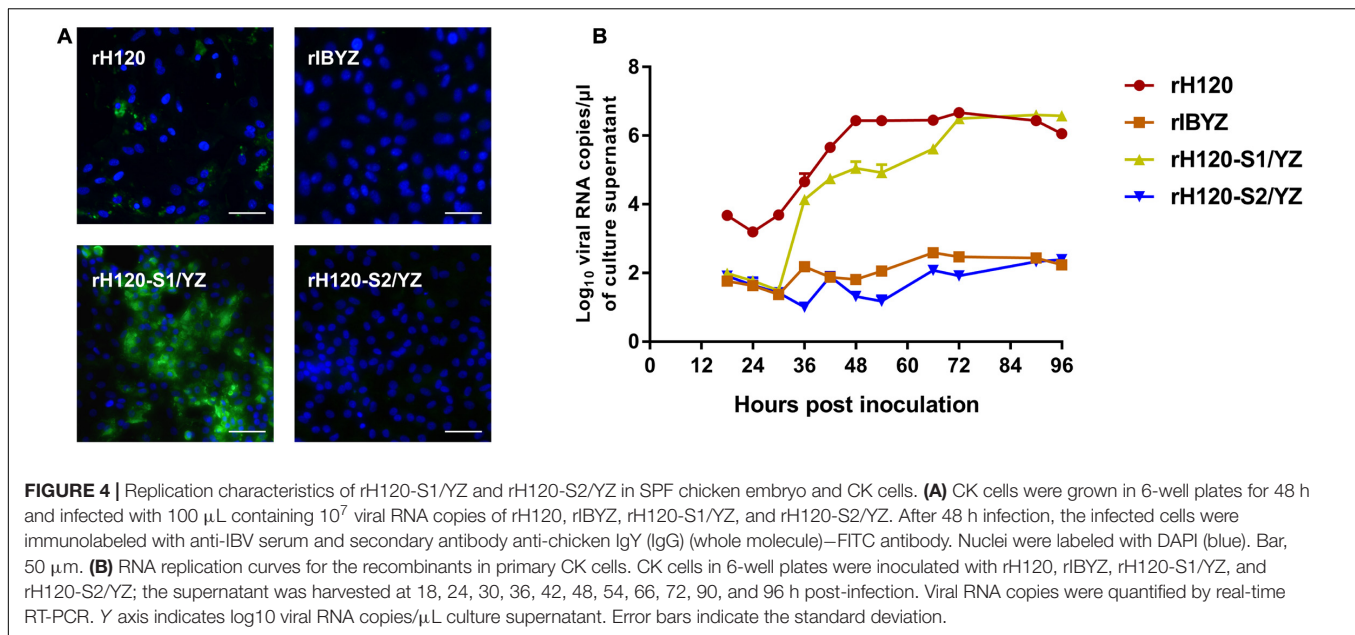 A
rH120
rIBYZ
rH120-S1/YZ
rH120-S2/YZ
B
Log₁₀ viral RNA copies/µl
of culture supernatant
8
6
4
2
0
0 12 24 36 48 60 72 84 96
Hours post inoculation
rH120
rIBYZ
rH120-S1/YZ
rH120-S2/YZ
FIGURE 4 | Replication characteristics of rH120-S1/YZ and rH120-S2/YZ in SPF chicken embryo and CK cells. (A) CK cells were grown in 6-well plates for 48 h
and infected with 100 µL containing 10⁷ viral RNA copies of rH120, rIBYZ, rH120-S1/YZ, and rH120-S2/YZ. After 48 h infection, the infected cells were
immunolabeled with anti-IBV serum and secondary antibody anti-chicken IgY (IgG) (whole molecule)–FITC antibody. Nuclei were labeled with DAPI (blue). Bar,
50 µm. (B) RNA replication curves for the recombinants in primary CK cells. CK cells in 6-well plates were inoculated with rH120, rIBYZ, rH120-S1/YZ, and
rH120-S2/YZ; the supernatant was harvested at 18, 24, 30, 36, 42, 48, 54, 66, 72, 90, and 96 h post-infection. Viral RNA copies were quantified by real-time
RT-PCR. Y axis indicates log10 viral RNA copies/µL culture supernatant. Error bars indicate the standard deviation.